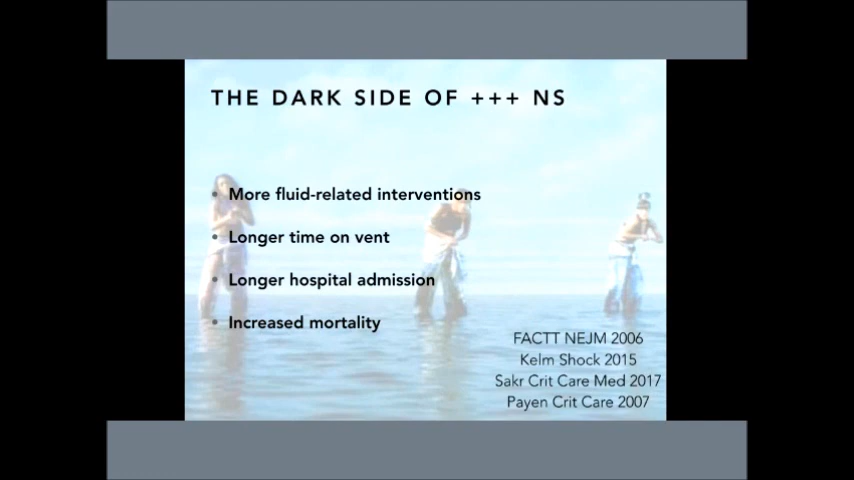 THE DARK SIDE OF +++ NS
• More fluid-related interventions
• Longer time on vent
• Longer hospital admission
• Increased mortality
FACTT NEJM 2006
Kelm Shock 2015
Sakr Crit Care Med 2017
Payen Crit Care 2007